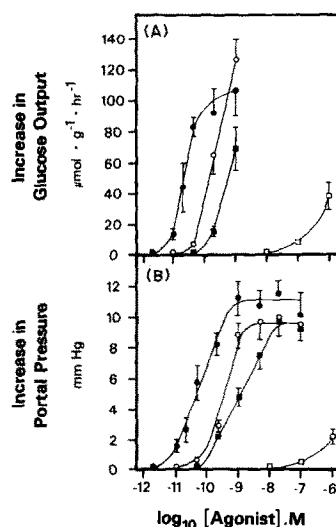 (A)
Increase in
Glucose Output
μmol · g⁻¹ · hr⁻¹
140
120
100
80
60
40
20
0
(B)
Increase in
Portal Pressure
mm Hg
12
10
8
6
4
2
0
-12 -11 -10 -9 -8 -7 -6
log₁₀ [Agonist].M